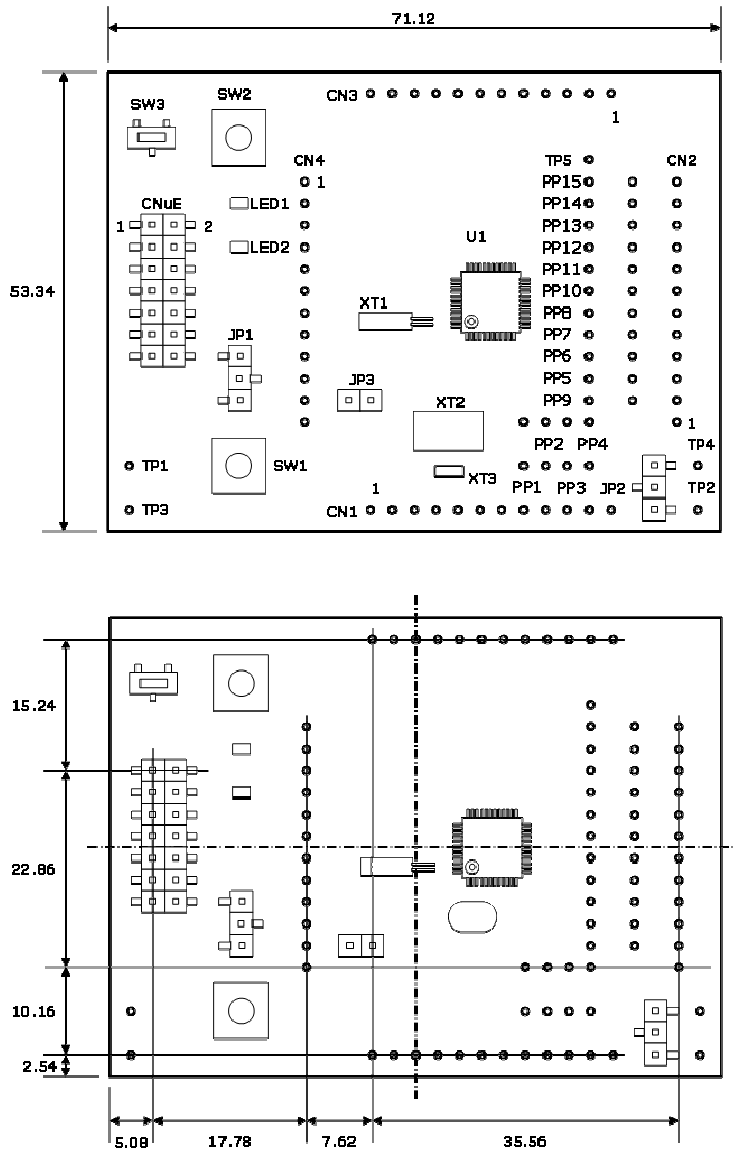 71.12
SW3
SW2
CN3
1
CN4
1
TP5
CN2
PP15
LED1
PP14
CNuE
1
2
PP13
U1
LED2
PP12
PP11
53.34
PP10
XT1
PP8
JP1
PP7
PP6
JP3
PP5
XT2
PP9
1
PP2
PP4
TP4
TP1
SW1
XT3
PP1
PP3
JP2
TP2
1
TP3
CN1
15.24
22.86
10.16
2.54
5.08
17.78
7.62
35.56